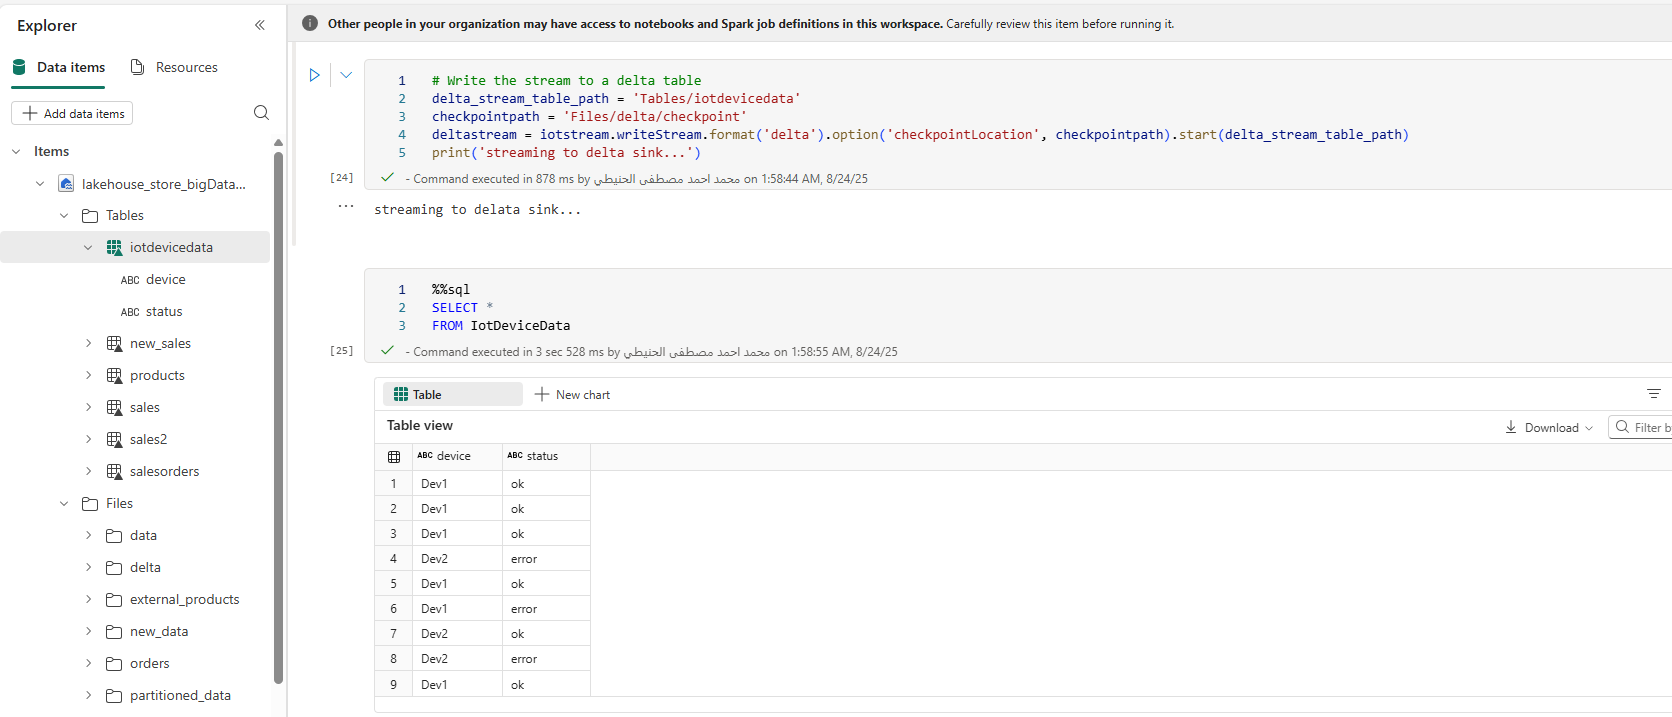 Explorer
Data items
Resources
Add data items
Items
lakehouse_store_bigData...
Tables
iotdevicedata
ABC device
ABC status
new_sales
products
sales
sales2
salesorders
Files
data
delta
external_products
new_data
orders
partitioned_data
Other people in your organization may have access to notebooks and Spark job definitions in this workspace. Carefully review this item before running it.
1 # Write the stream to a delta table
2 delta_stream_table_path = 'Tables/iotdevicedata'
3 checkpointpath = 'Files/delta/checkpoint'
4 deltastream = iotstream.writeStream.format('delta').option('checkpointLocation', checkpointpath).start(delta_stream_table_path)
5 print('streaming to delta sink...')
[24] - Command executed in 878 ms by محمد احمد مصطفى الحنيطي on 1:58:44 AM, 8/24/25
... streaming to delata sink...
1 %%sql
2 SELECT *
3 FROM IotDeviceData
[25] - Command executed in 3 sec 528 ms by محمد احمد مصطفى الحنيطي on 1:58:55 AM, 8/24/25
Table New chart
Table view Download Filter b
ABC device ABC status
1 Dev1 ok
2 Dev1 ok
3 Dev1 ok
4 Dev2 error
5 Dev1 ok
6 Dev1 error
7 Dev2 ok
8 Dev2 error
9 Dev1 ok